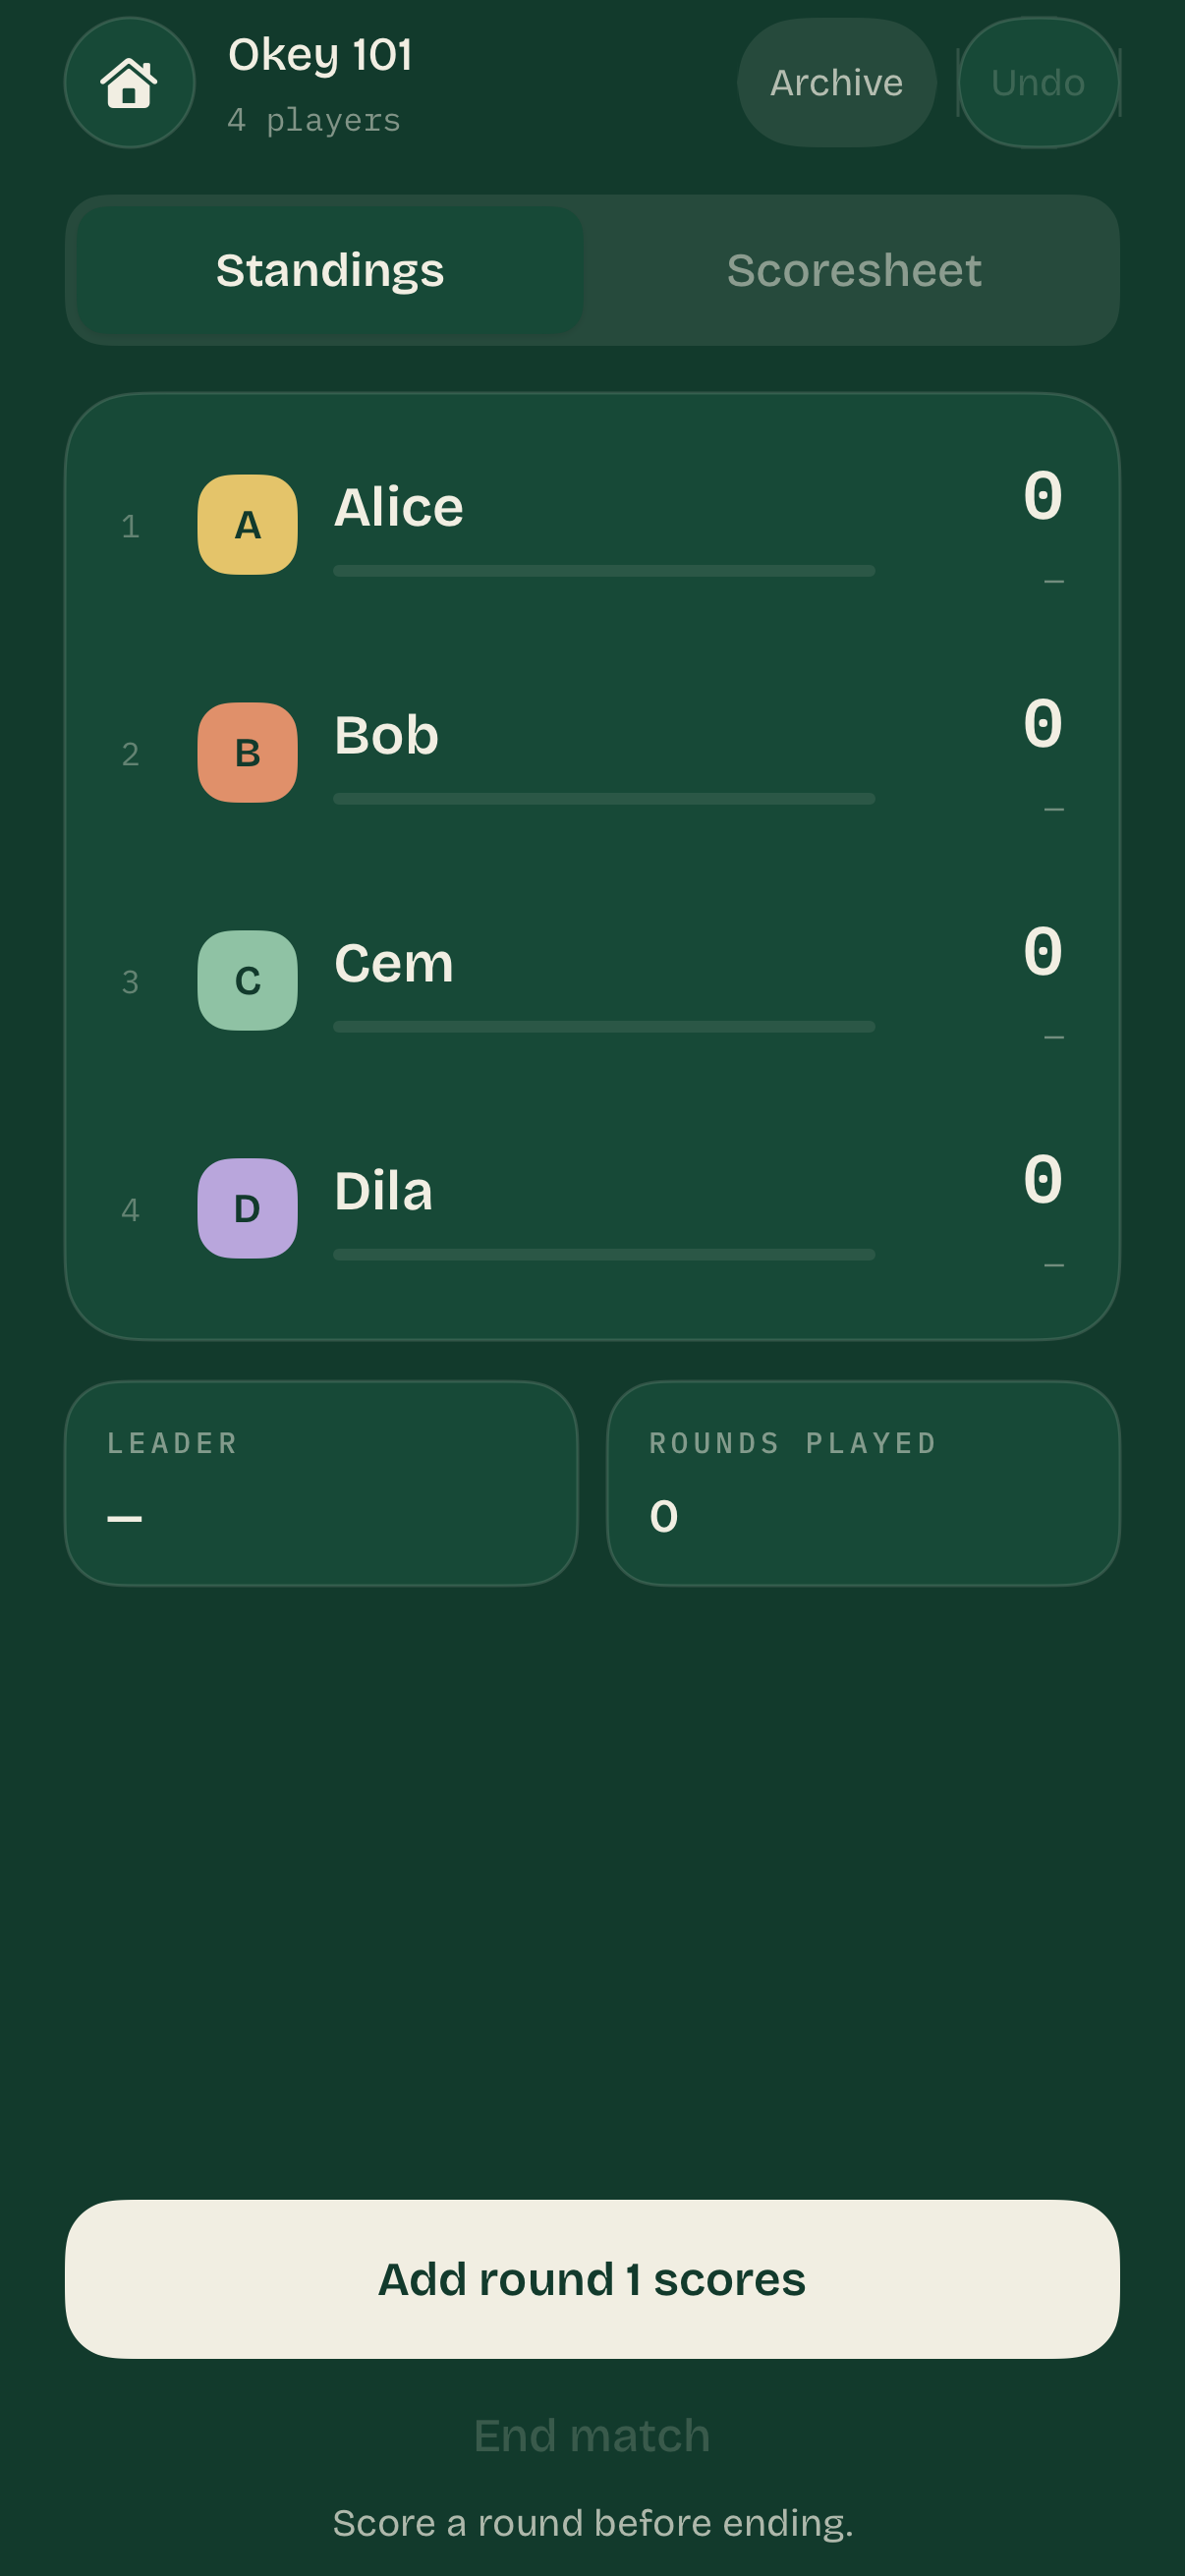 Okey 101
4 players
Archive
Undo
Standings
Scoresheet
1
A
Alice
0
—
2
B
Bob
0
—
3
C
Cem
0
—
4
D
Dila
0
—
LEADER
—
ROUNDS PLAYED
0
Add round 1 scores
End match
Score a round before ending.